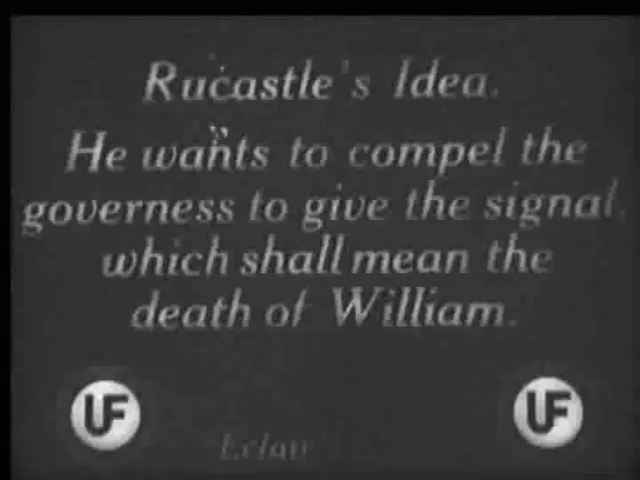 Rucastle's Idea.
He wants to compel the
governess to give the signal,
which shall mean the
death of William.
UF
UF
Eclair